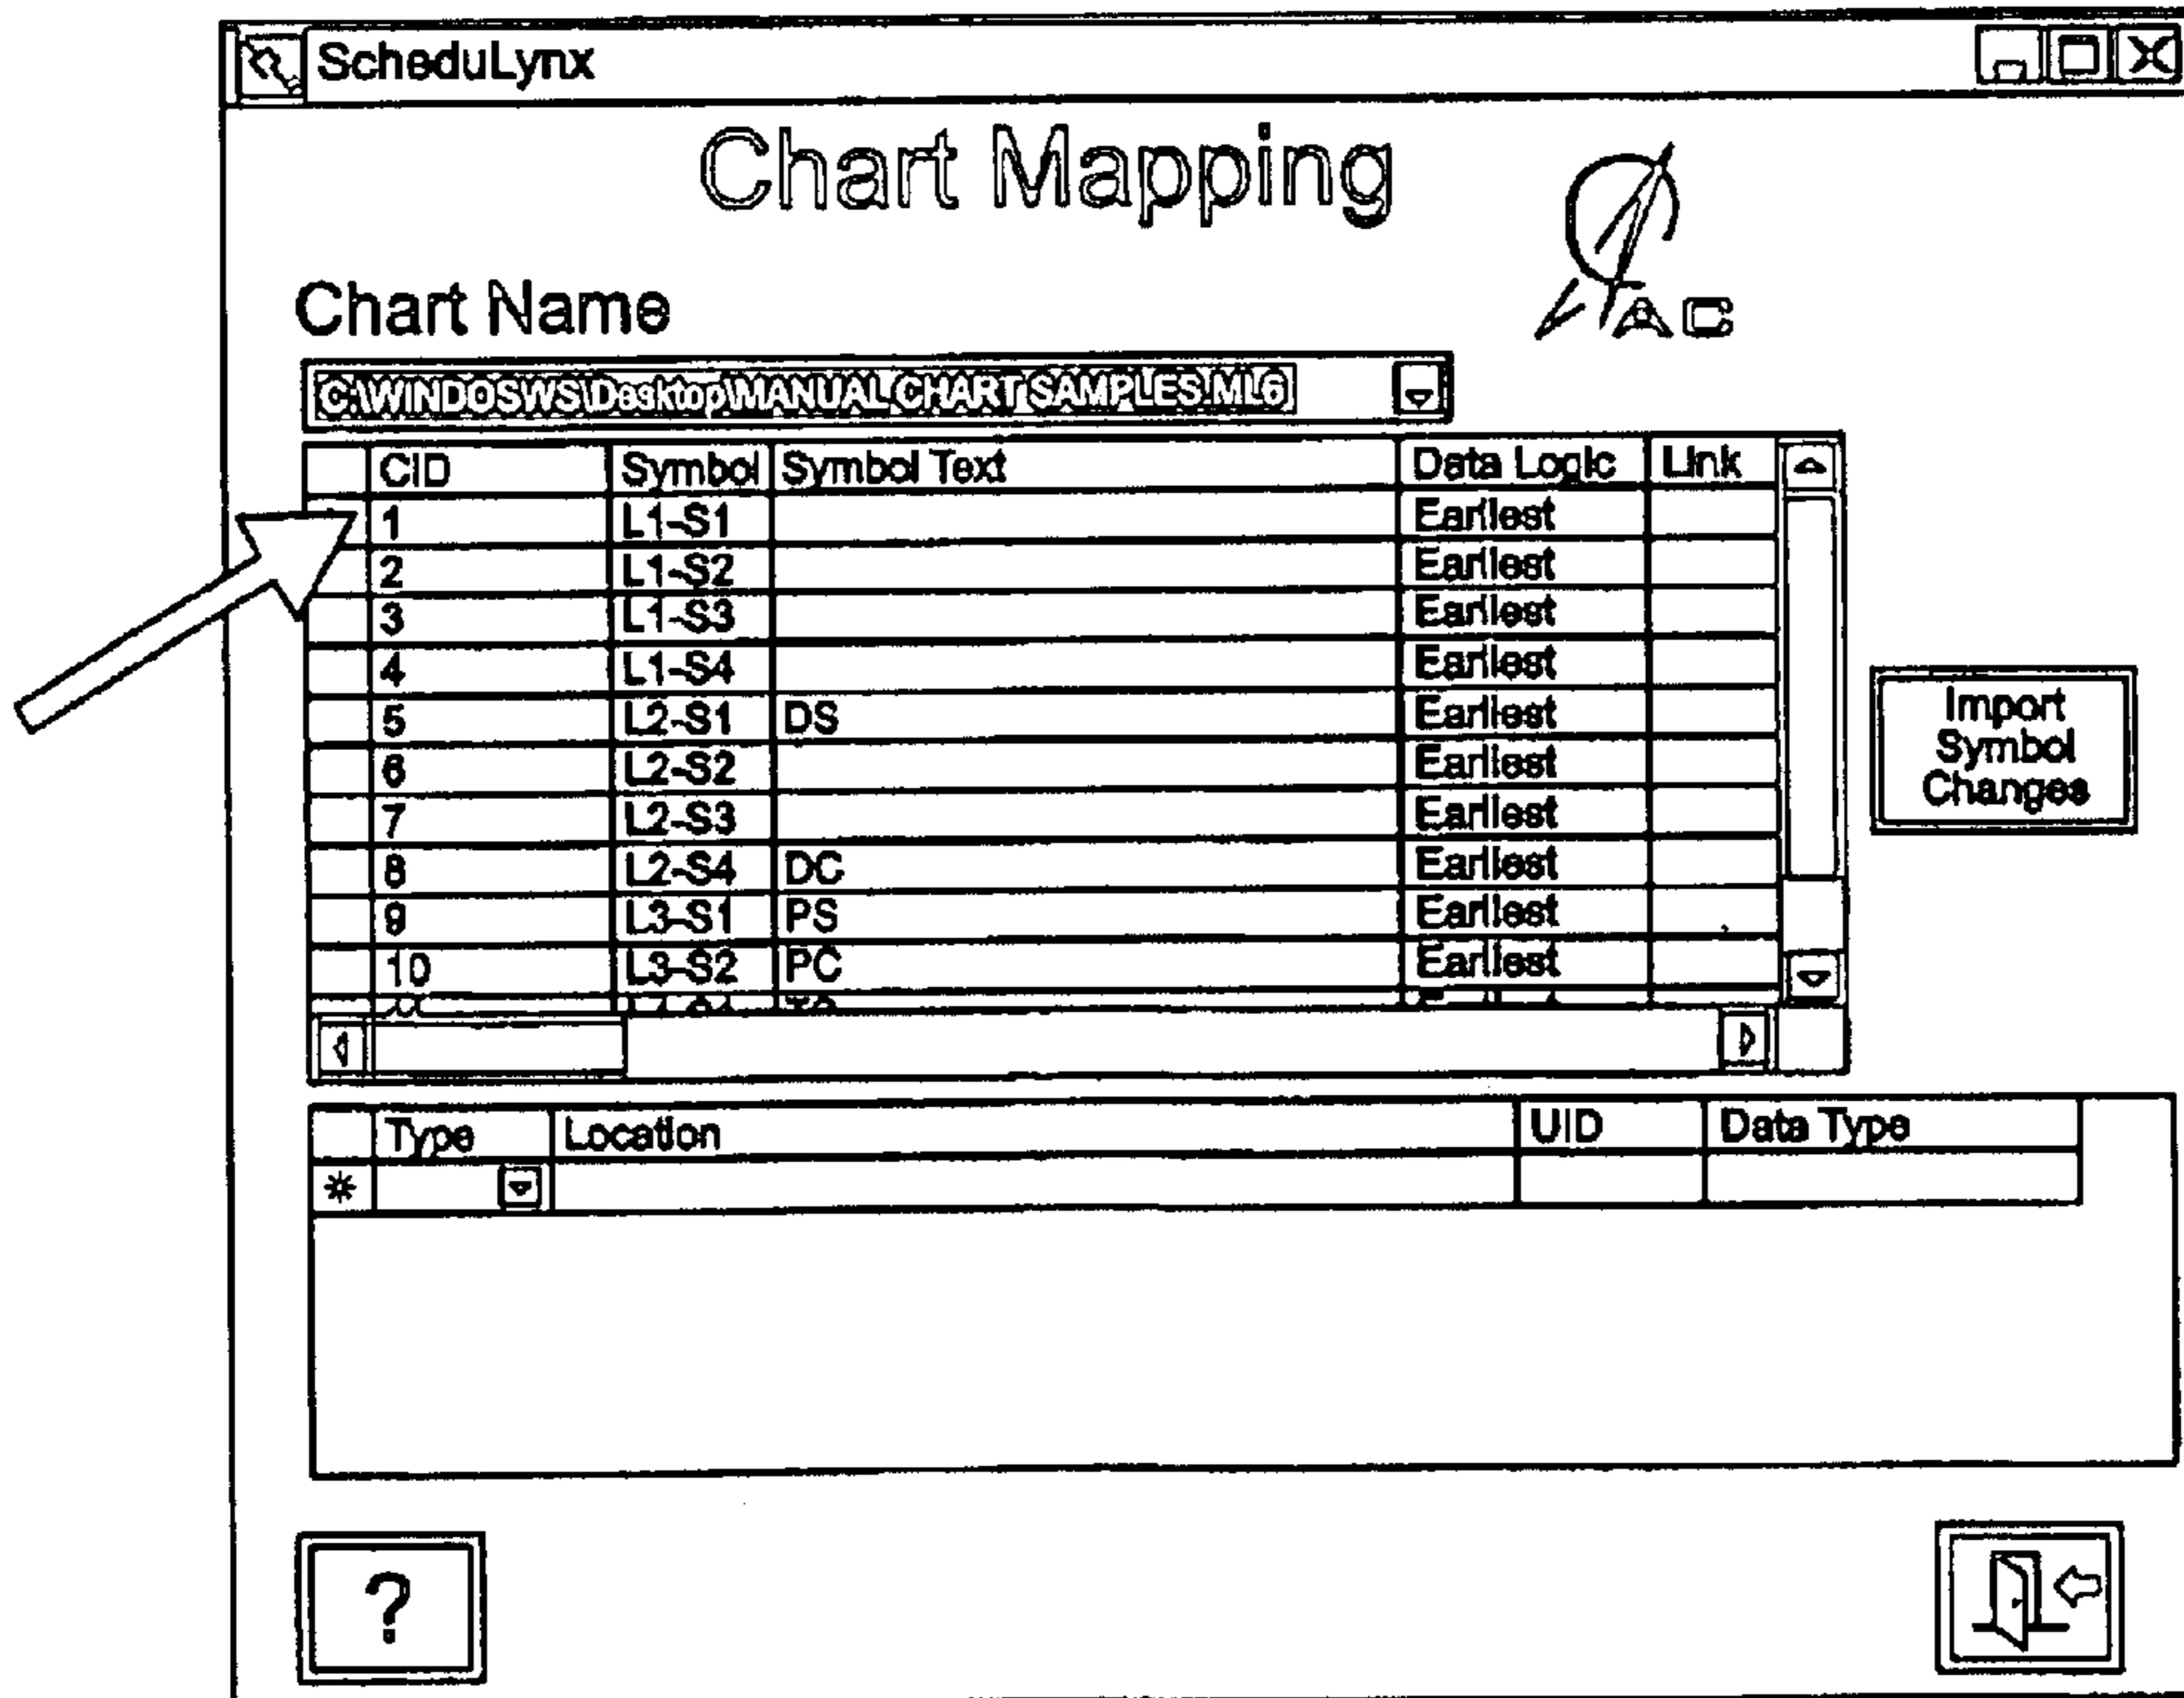 ScheduLynx
Chart Mapping
AC
Chart Name
C:\WINDOSWS\Desktop\MANUAL CHART SAMPLES.ML6
CID Symbol Symbol Text Data Logic Link
1 L1-S1 Earliest
2 L1-S2 Earliest
3 L1-S3 Earliest
4 L1-S4 Earliest
5 L2-S1 DS Earliest
6 L2-S2 Earliest
7 L2-S3 Earliest
8 L2-S4 DC Earliest
9 L3-S1 PS Earliest
10 L3-S2 PC Earliest
Import
Symbol
Changes
Type Location UID Data Type
*
?